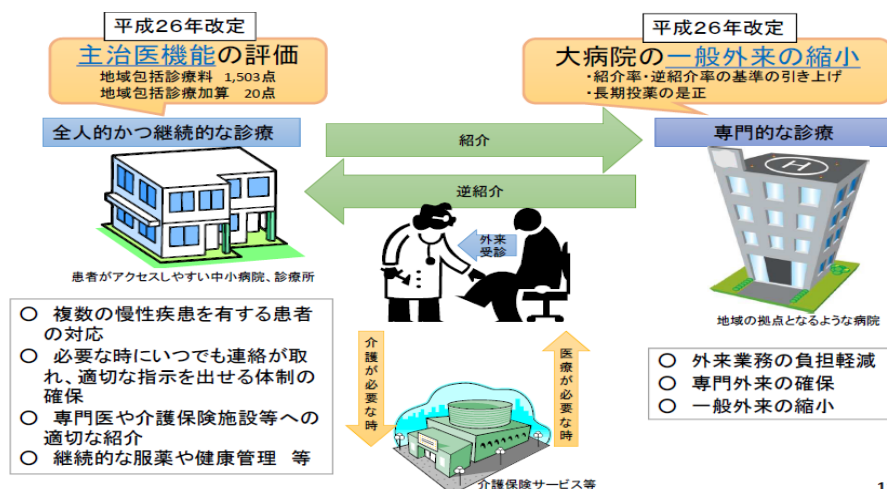 平成26年改定
主治医機能の評価
地域包括診療料 1,503点
地域包括診療加算 20点
全人的かつ継続的な診療
患者がアクセスしやすい中小病院、診療所
○ 複数の慢性疾患を有する患者
の対応
○ 必要な時にいつでも連絡が取
れ、適切な指示を出せる体制の
確保
○ 専門医や介護保険施設等への
適切な紹介
○ 継続的な服薬や健康管理 等
紹介
逆紹介
外来
受診
介護が必要な時
医療が必要な時
介護保険サービス等
平成26年改定
大病院の一般外来の縮小
・紹介率・逆紹介率の基準の引き上げ
・長期投薬の是正
専門的な診療
H
地域の拠点となるような病院
○ 外来業務の負担軽減
○ 専門外来の確保
○ 一般外来の縮小
1